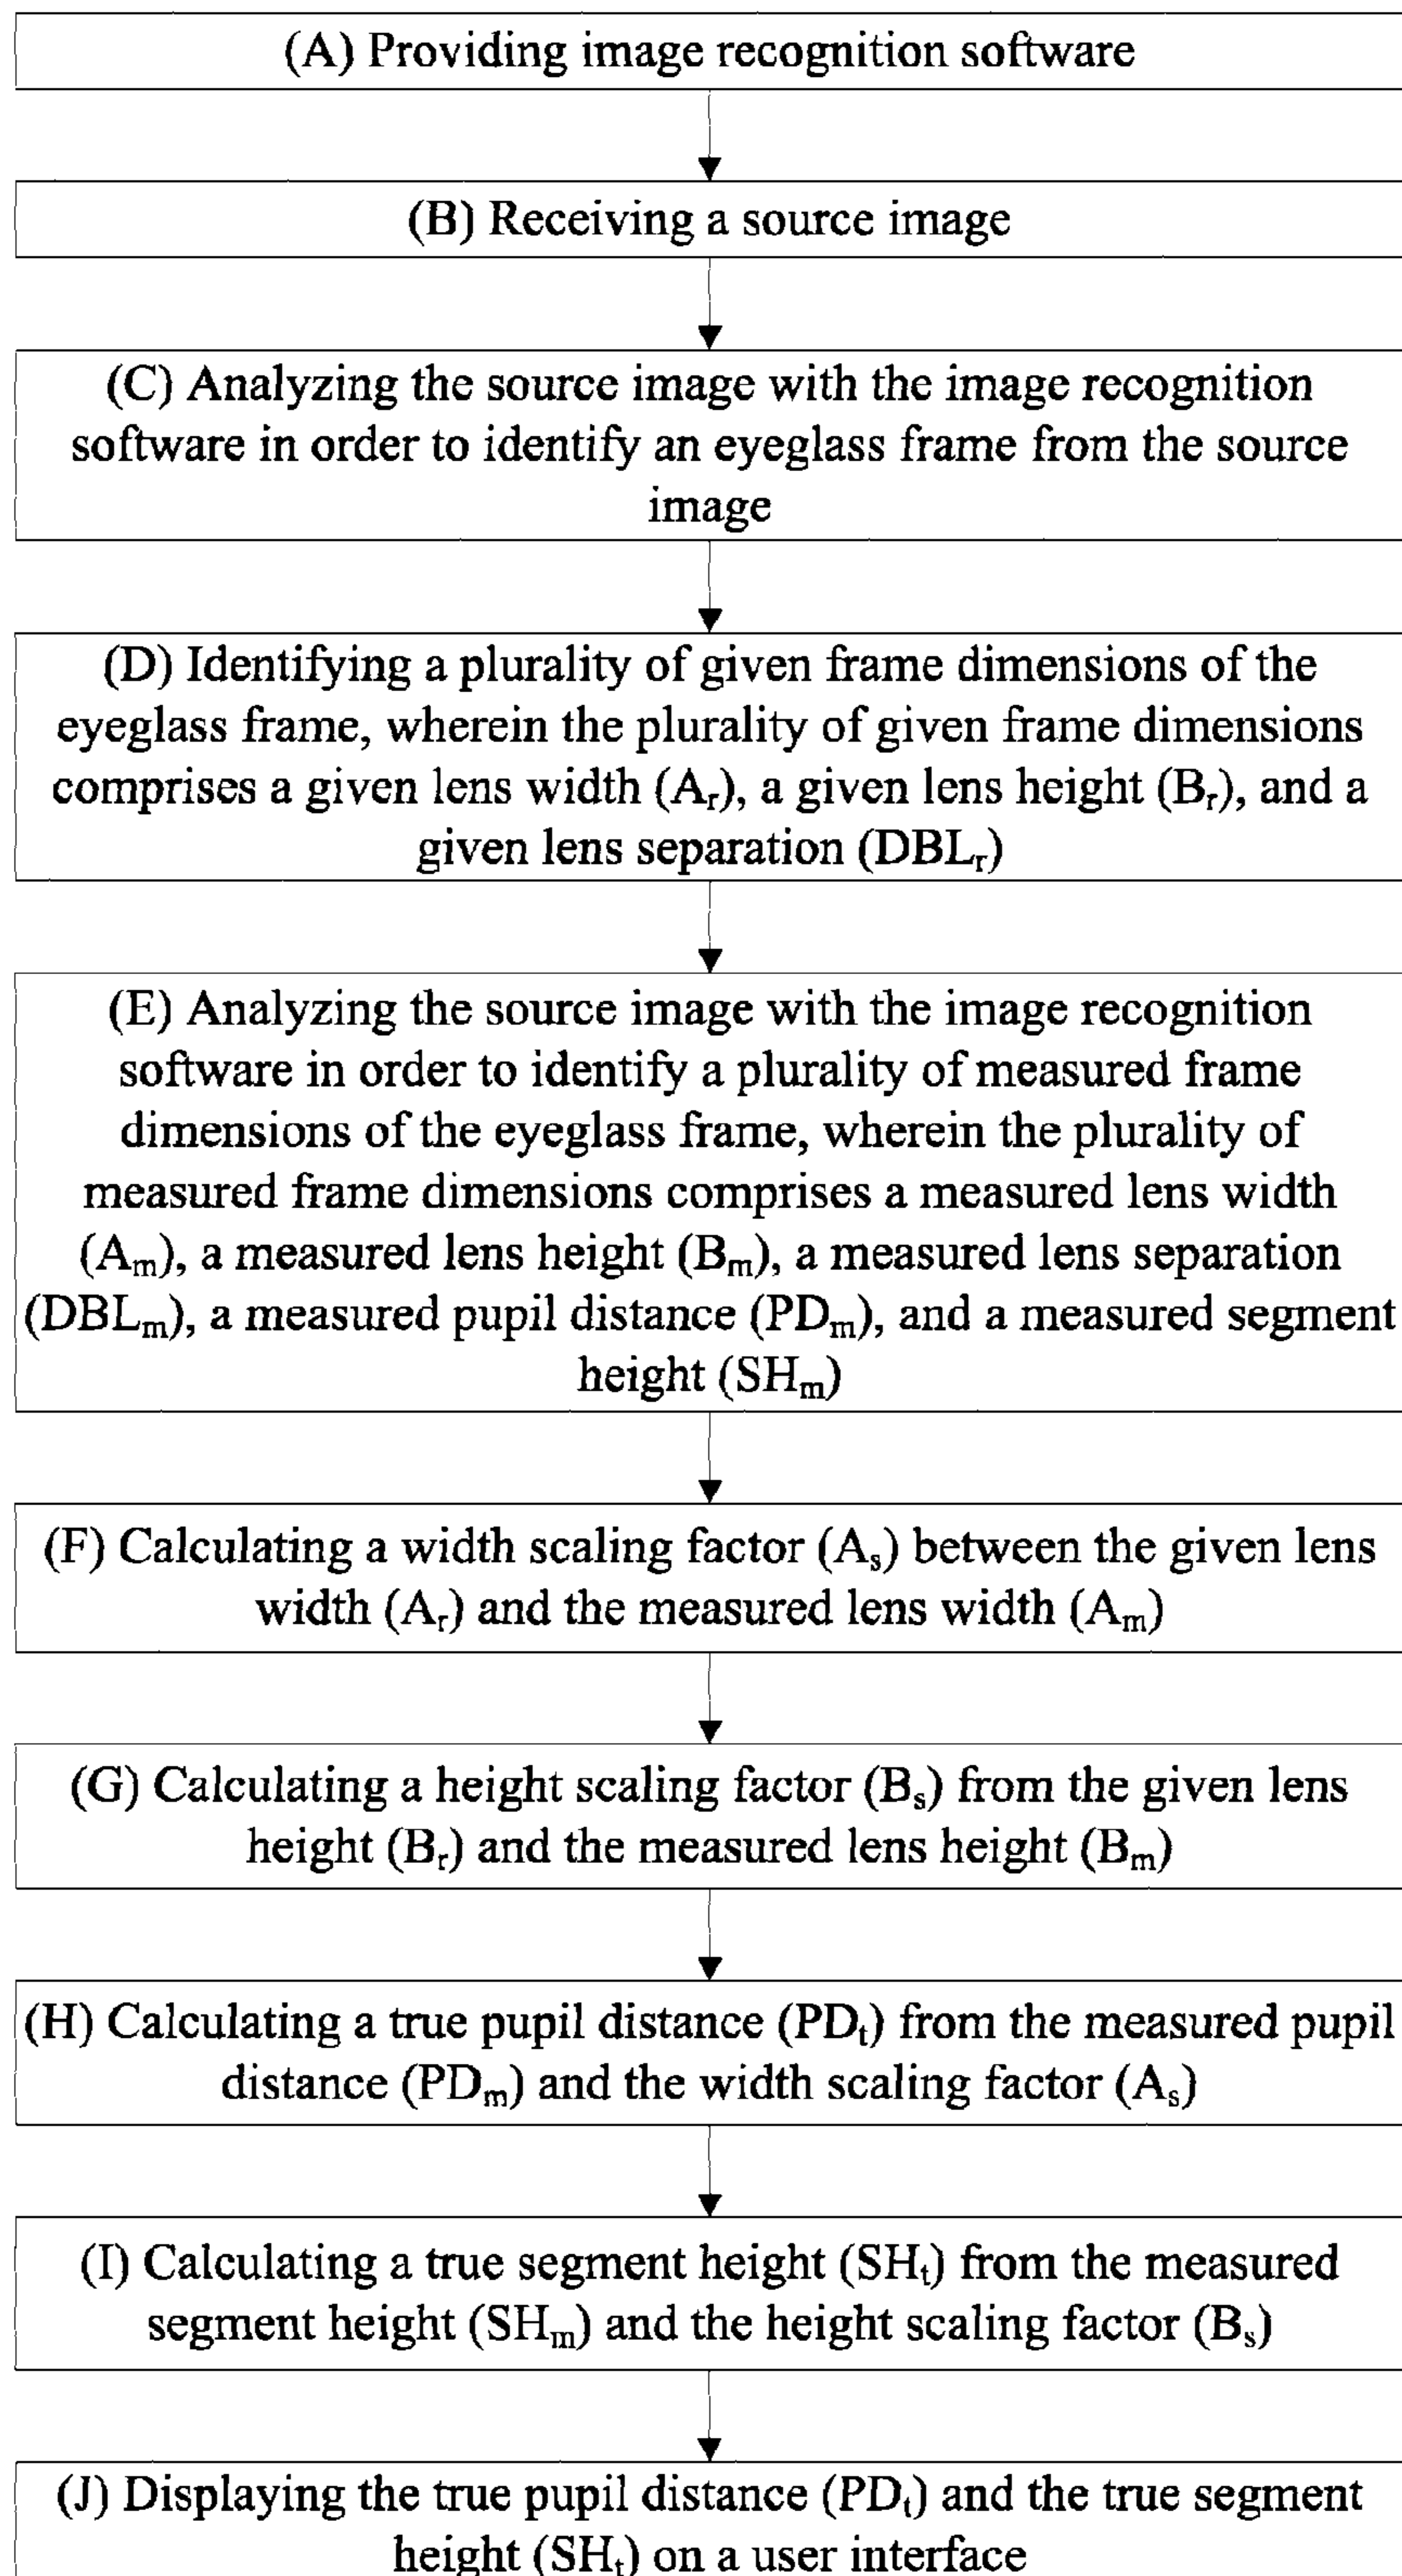 (A) Providing image recognition software
(B) Receiving a source image
(C) Analyzing the source image with the image recognition
software in order to identify an eyeglass frame from the source
image
(D) Identifying a plurality of given frame dimensions of the
eyeglass frame, wherein the plurality of given frame dimensions
comprises a given lens width (Aᵣ), a given lens height (Bᵣ), and a
given lens separation (DBLᵣ)
(E) Analyzing the source image with the image recognition
software in order to identify a plurality of measured frame
dimensions of the eyeglass frame, wherein the plurality of
measured frame dimensions comprises a measured lens width
(Aₘ), a measured lens height (Bₘ), a measured lens separation
(DBLₘ), a measured pupil distance (PDₘ), and a measured segment
height (SHₘ)
(F) Calculating a width scaling factor (Aₛ) between the given lens
width (Aᵣ) and the measured lens width (Aₘ)
(G) Calculating a height scaling factor (Bₛ) from the given lens
height (Bᵣ) and the measured lens height (Bₘ)
(H) Calculating a true pupil distance (PDₜ) from the measured pupil
distance (PDₘ) and the width scaling factor (Aₛ)
(I) Calculating a true segment height (SHₜ) from the measured
segment height (SHₘ) and the height scaling factor (Bₛ)
(J) Displaying the true pupil distance (PDₜ) and the true segment
height (SHₜ) on a user interface